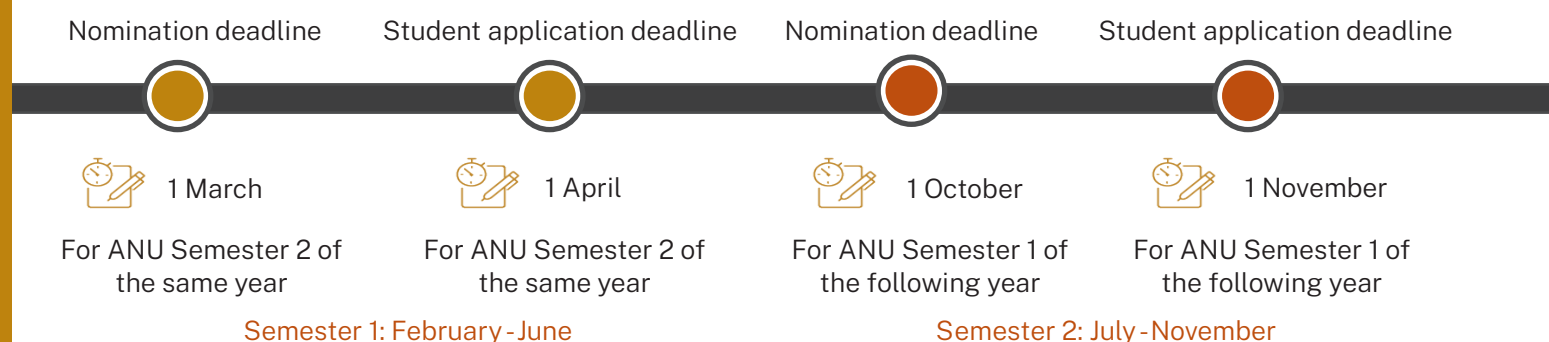 Nomination deadline
Student application deadline
Nomination deadline
Student application deadline
1 March
1 April
1 October
1 November
For ANU Semester 2 of
the same year
For ANU Semester 2 of
the same year
For ANU Semester 1 of
the following year
For ANU Semester 1 of
the following year
Semester 1: February - June
Semester 2: July - November